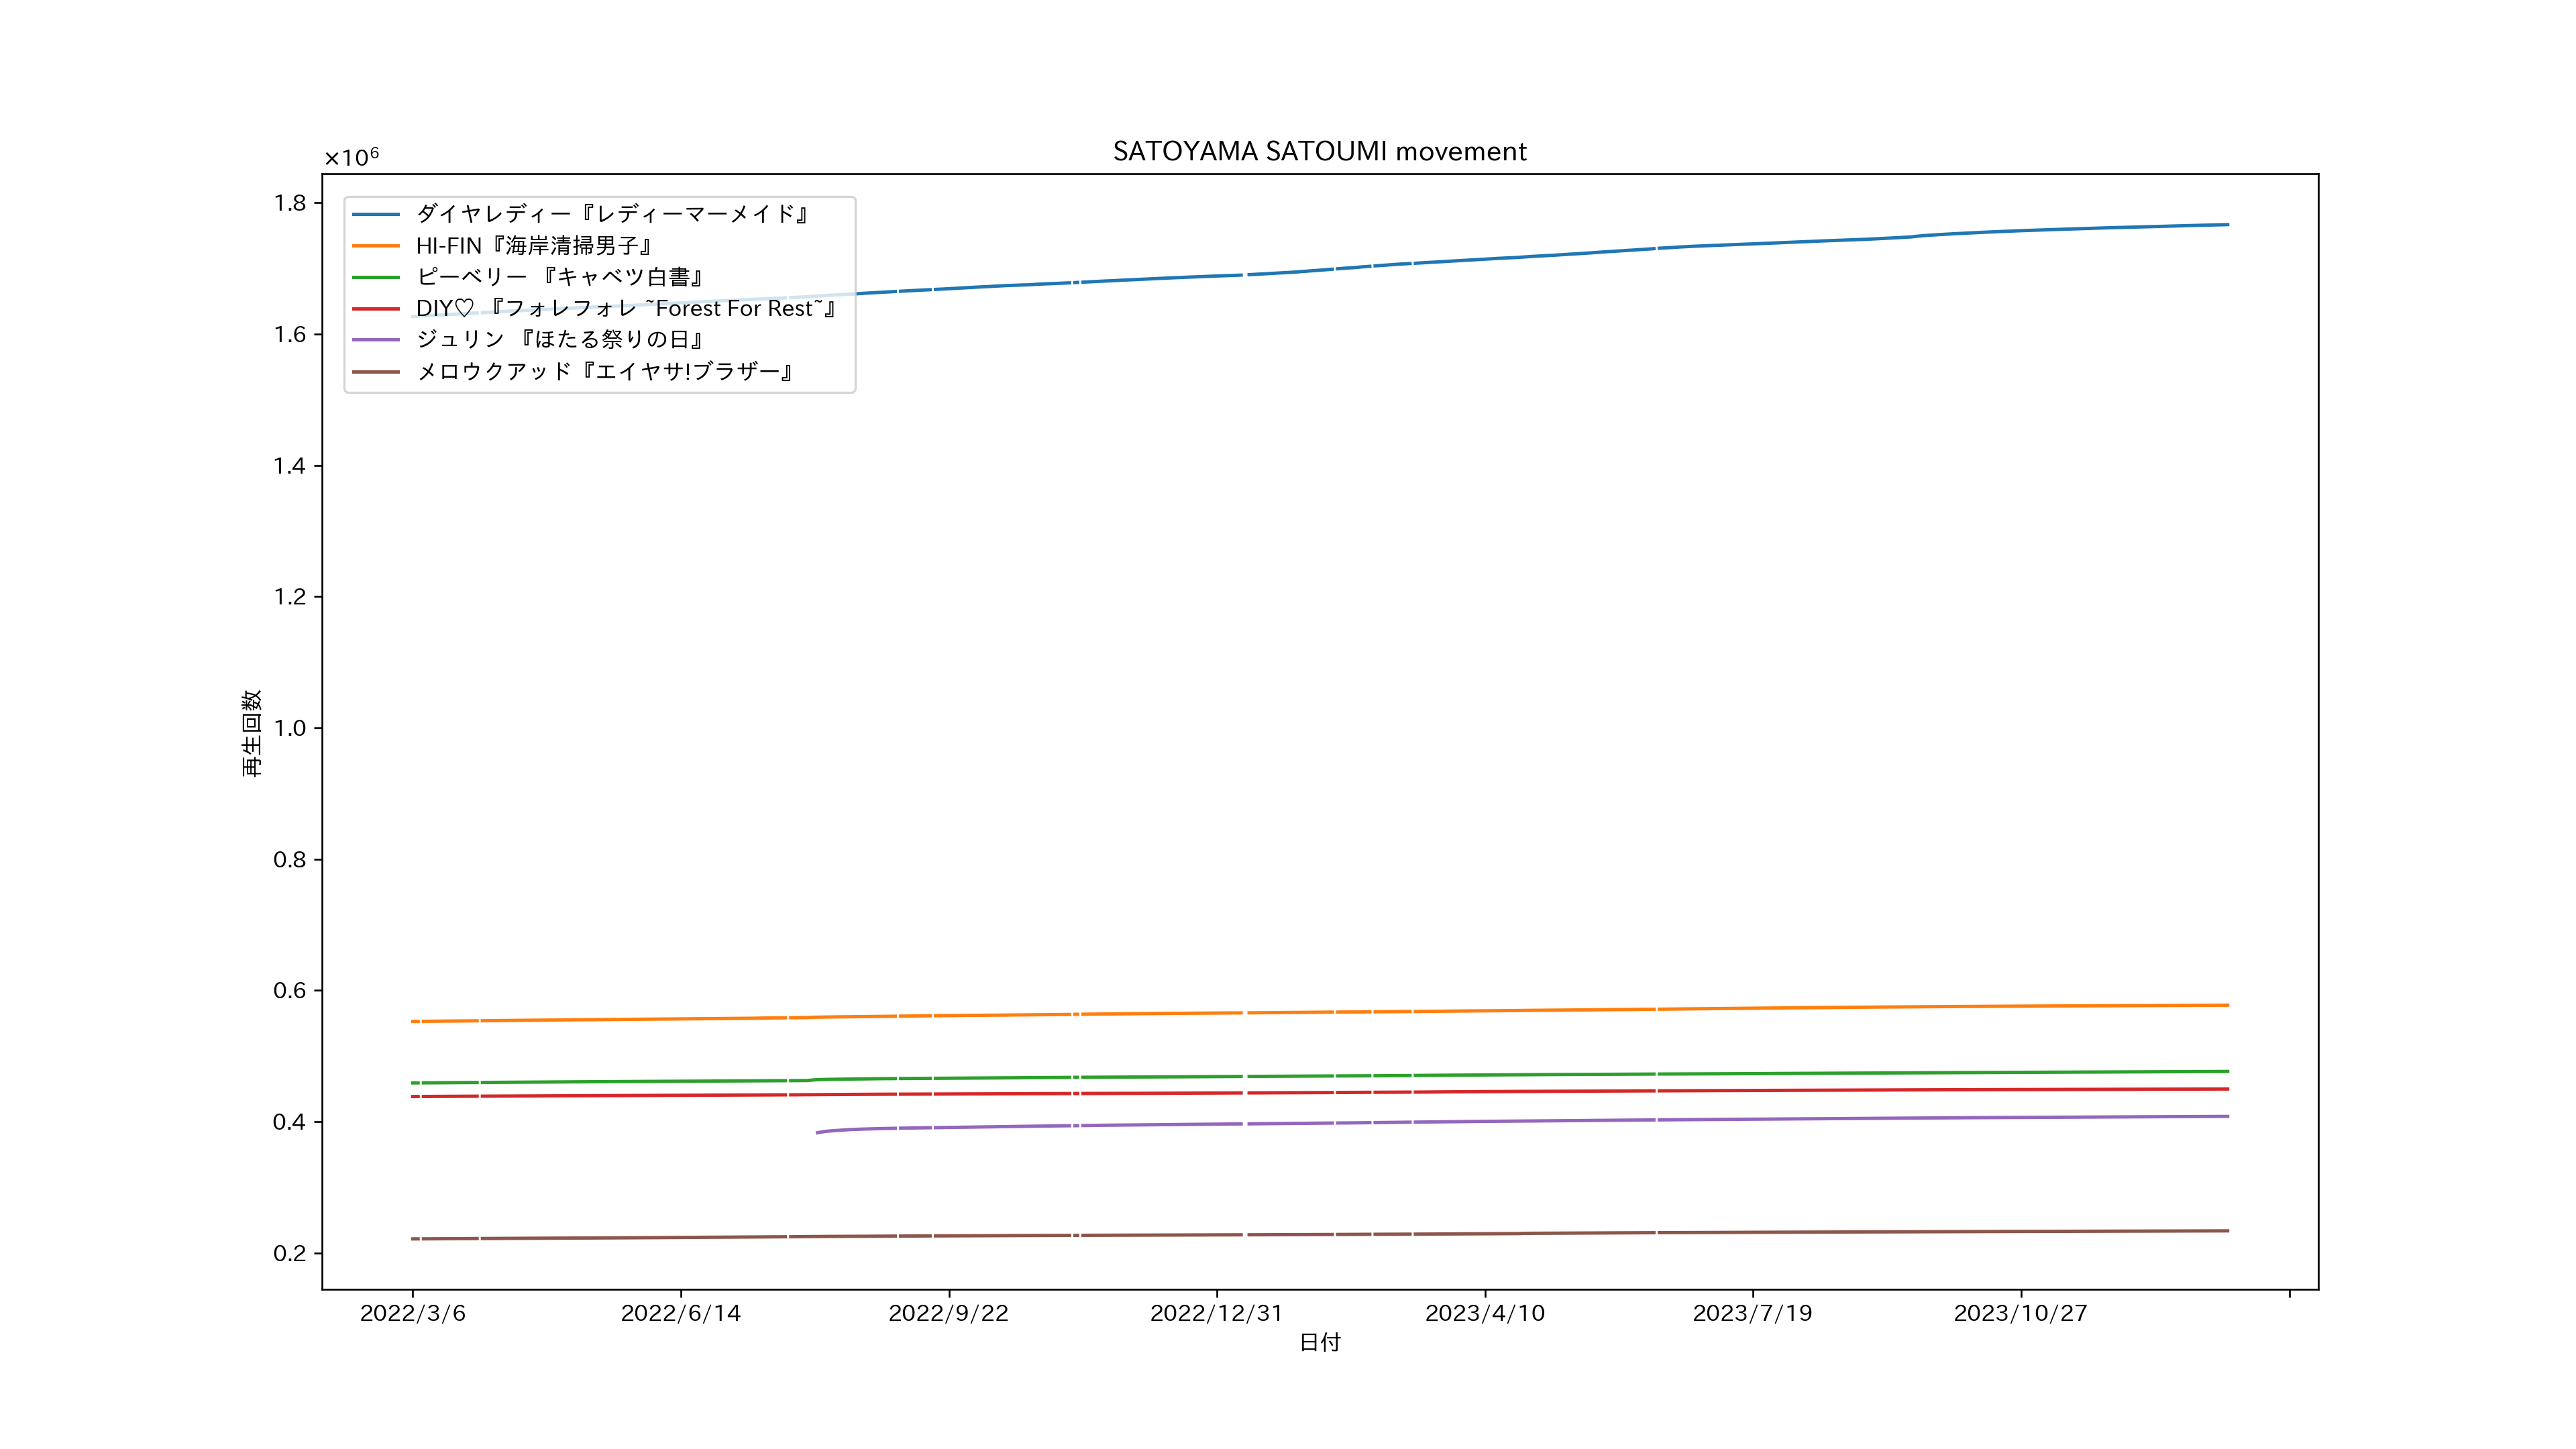 SATOYAMA SATOUMI movement
×10⁶
1.8
1.6
1.4
1.2
1.0
0.8
0.6
0.4
0.2
再生回数
ダイヤレディー『レディーマーメイド』
HI-FIN『海岸清掃男子』
ピーベリー 『キャベツ白書』
DIY♡ 『フォレフォレ ~Forest For Rest~』
ジュリン 『ほたる祭りの日』
メロウクアッド『エイヤサ!ブラザー』
2022/3/6
2022/6/14
2022/9/22
2022/12/31
2023/4/10
2023/7/19
2023/10/27
日付